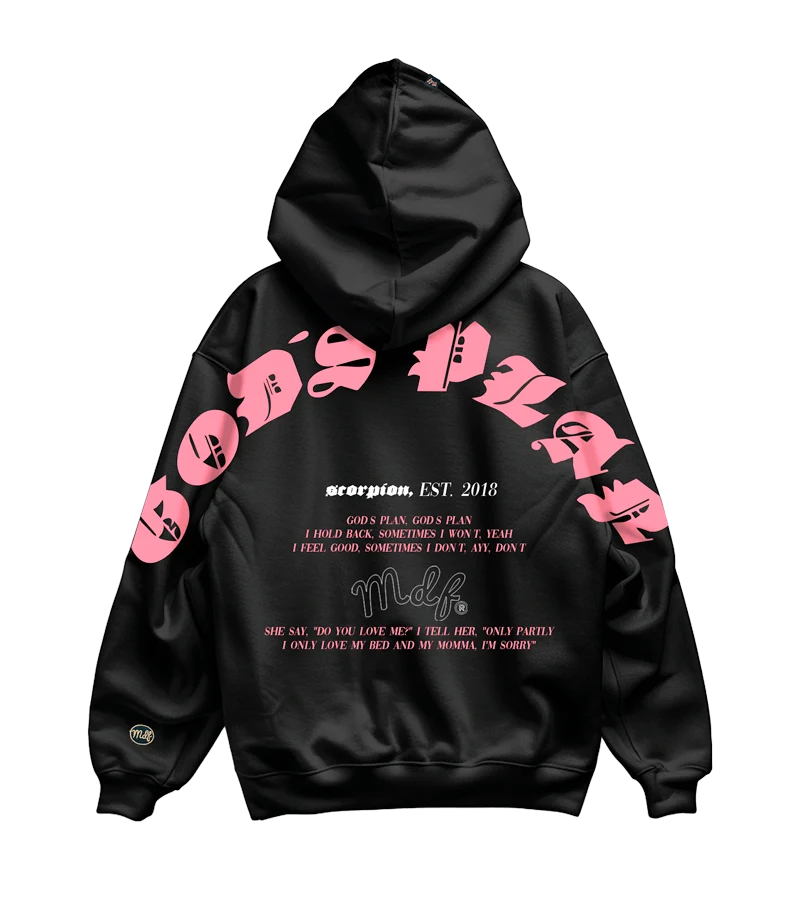 GOD'S PLAN
scorpion, EST. 2018
GOD S PLAN, GOD S PLAN
I HOLD BACK, SOMETIMES I WON T, YEAH
I FEEL GOOD, SOMETIMES I DON T, AYY, DON T
Mdf®
SHE SAY, "DO YOU LOVE ME?" I TELL HER, "ONLY PARTLY
I ONLY LOVE MY BED AND MY MOMMA, I'M SORRY"
Mdf